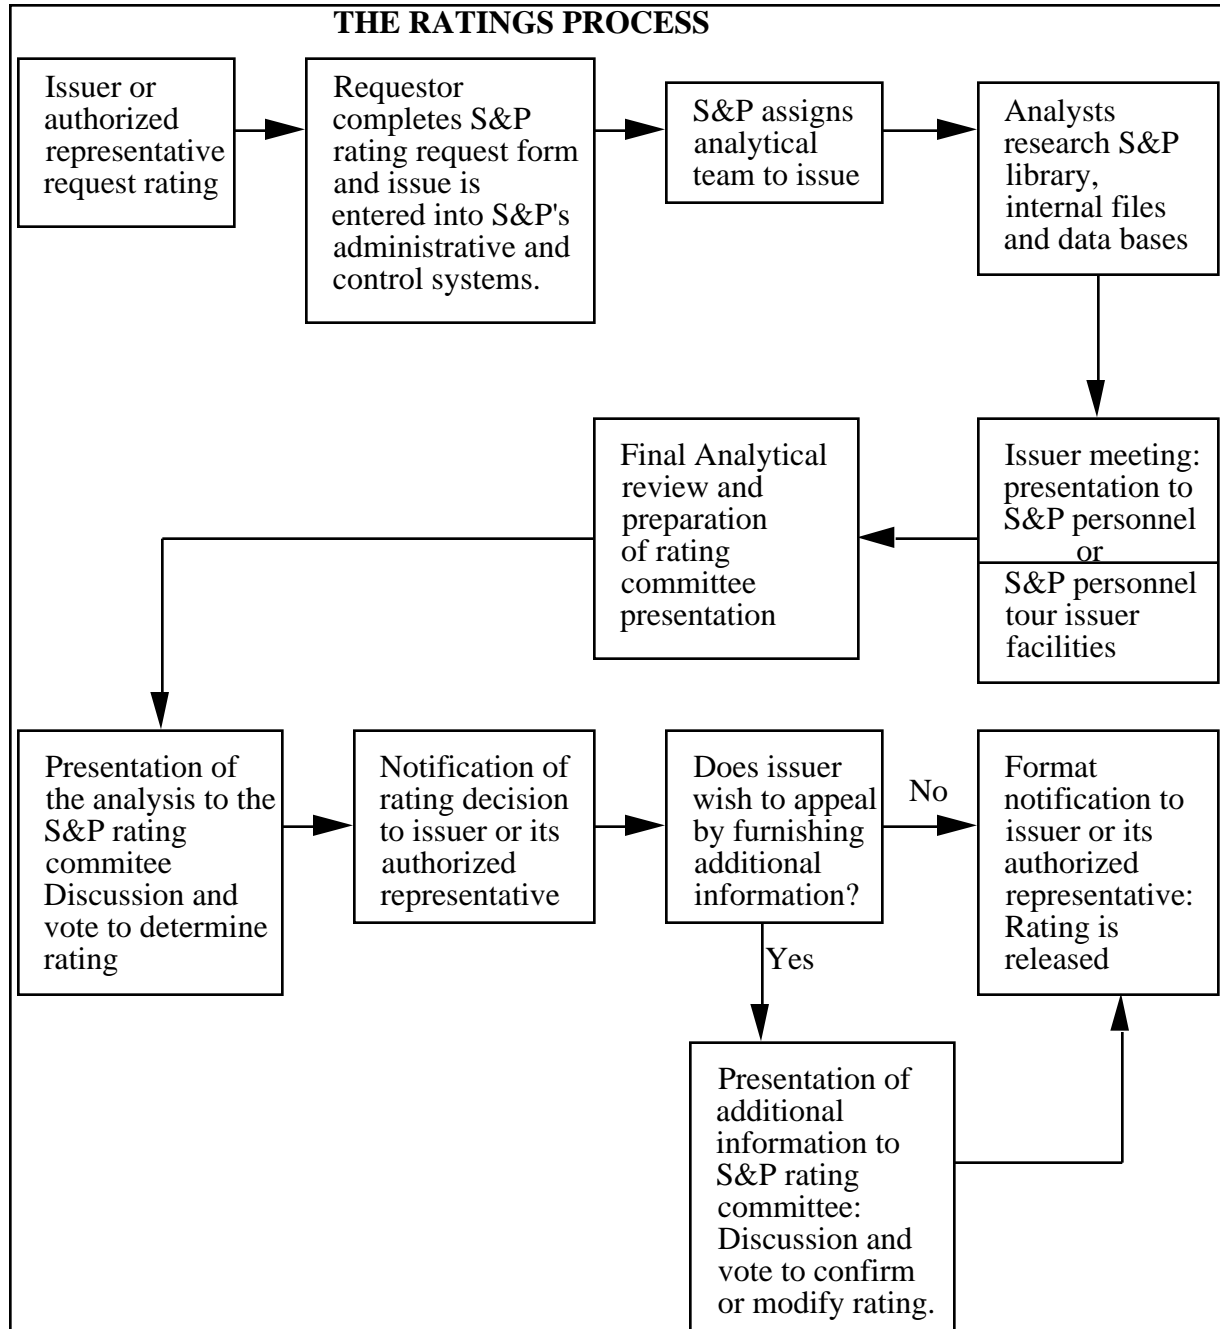 THE RATINGS PROCESS
Issuer or
authorized
representative
request rating
Requestor
completes S&P
rating request form
and issue is
entered into S&P's
administrative and
control systems.
S&P assigns
analytical
team to issue
Analysts
research S&P
library,
internal files
and data bases
Issuer meeting:
presentation to
S&P personnel
or
S&P personnel
tour issuer
facilities
Final Analytical
review and
preparation
of rating
committee
presentation
Presentation of
the analysis to the
S&P rating
commitee
Discussion and
vote to determine
rating
Notification of
rating decision
to issuer or its
authorized
representative
Does issuer
wish to appeal
by furnishing
additional
information?
No
Format
notification to
issuer or its
authorized
representative:
Rating is
released
Yes
Presentation of
additional
information to
S&P rating
committee:
Discussion and
vote to confirm
or modify rating.